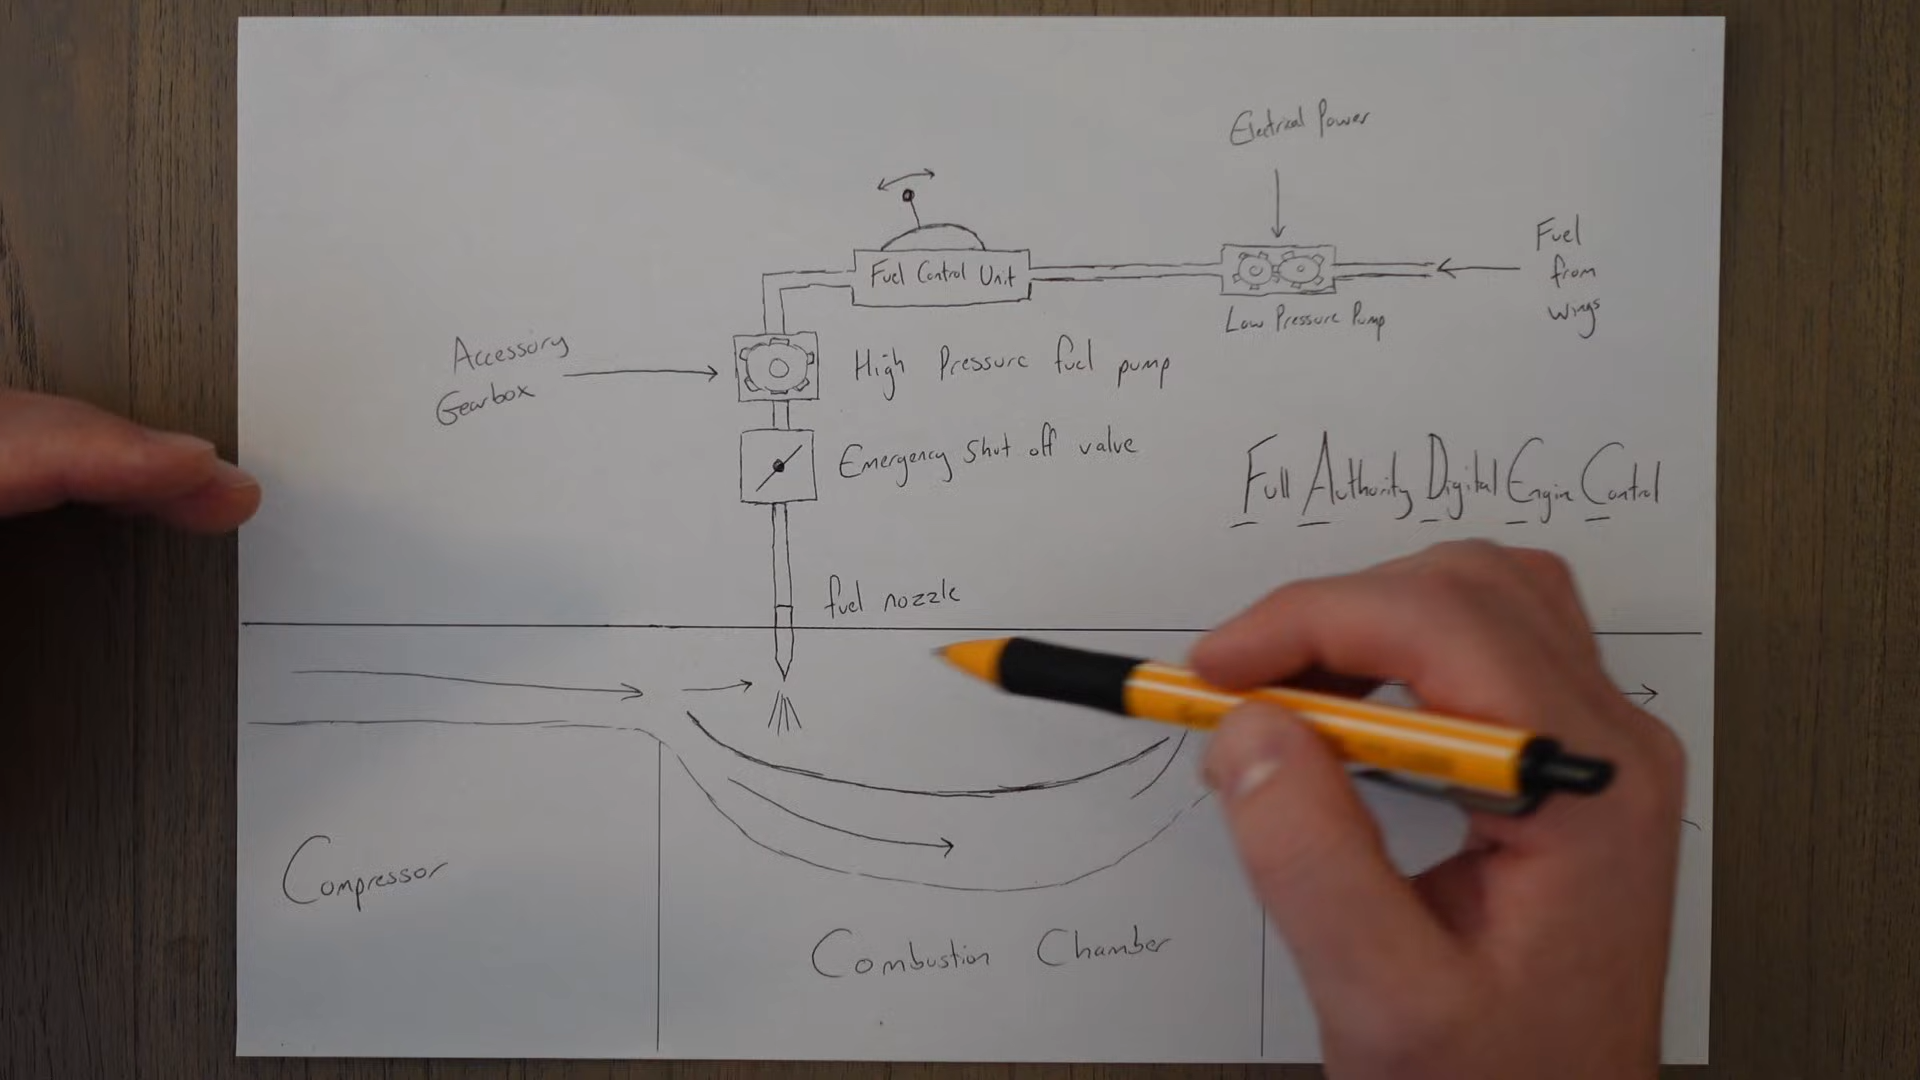 Electrical Power
Fuel
from
wings
Fuel Control Unit
Low Pressure Pump
Accessory
Gearbox
High Pressure fuel pump
Emergency Shut off valve
Full Authority Digital Engin Control
fuel nozzle
Compressor
Combustion Chamber